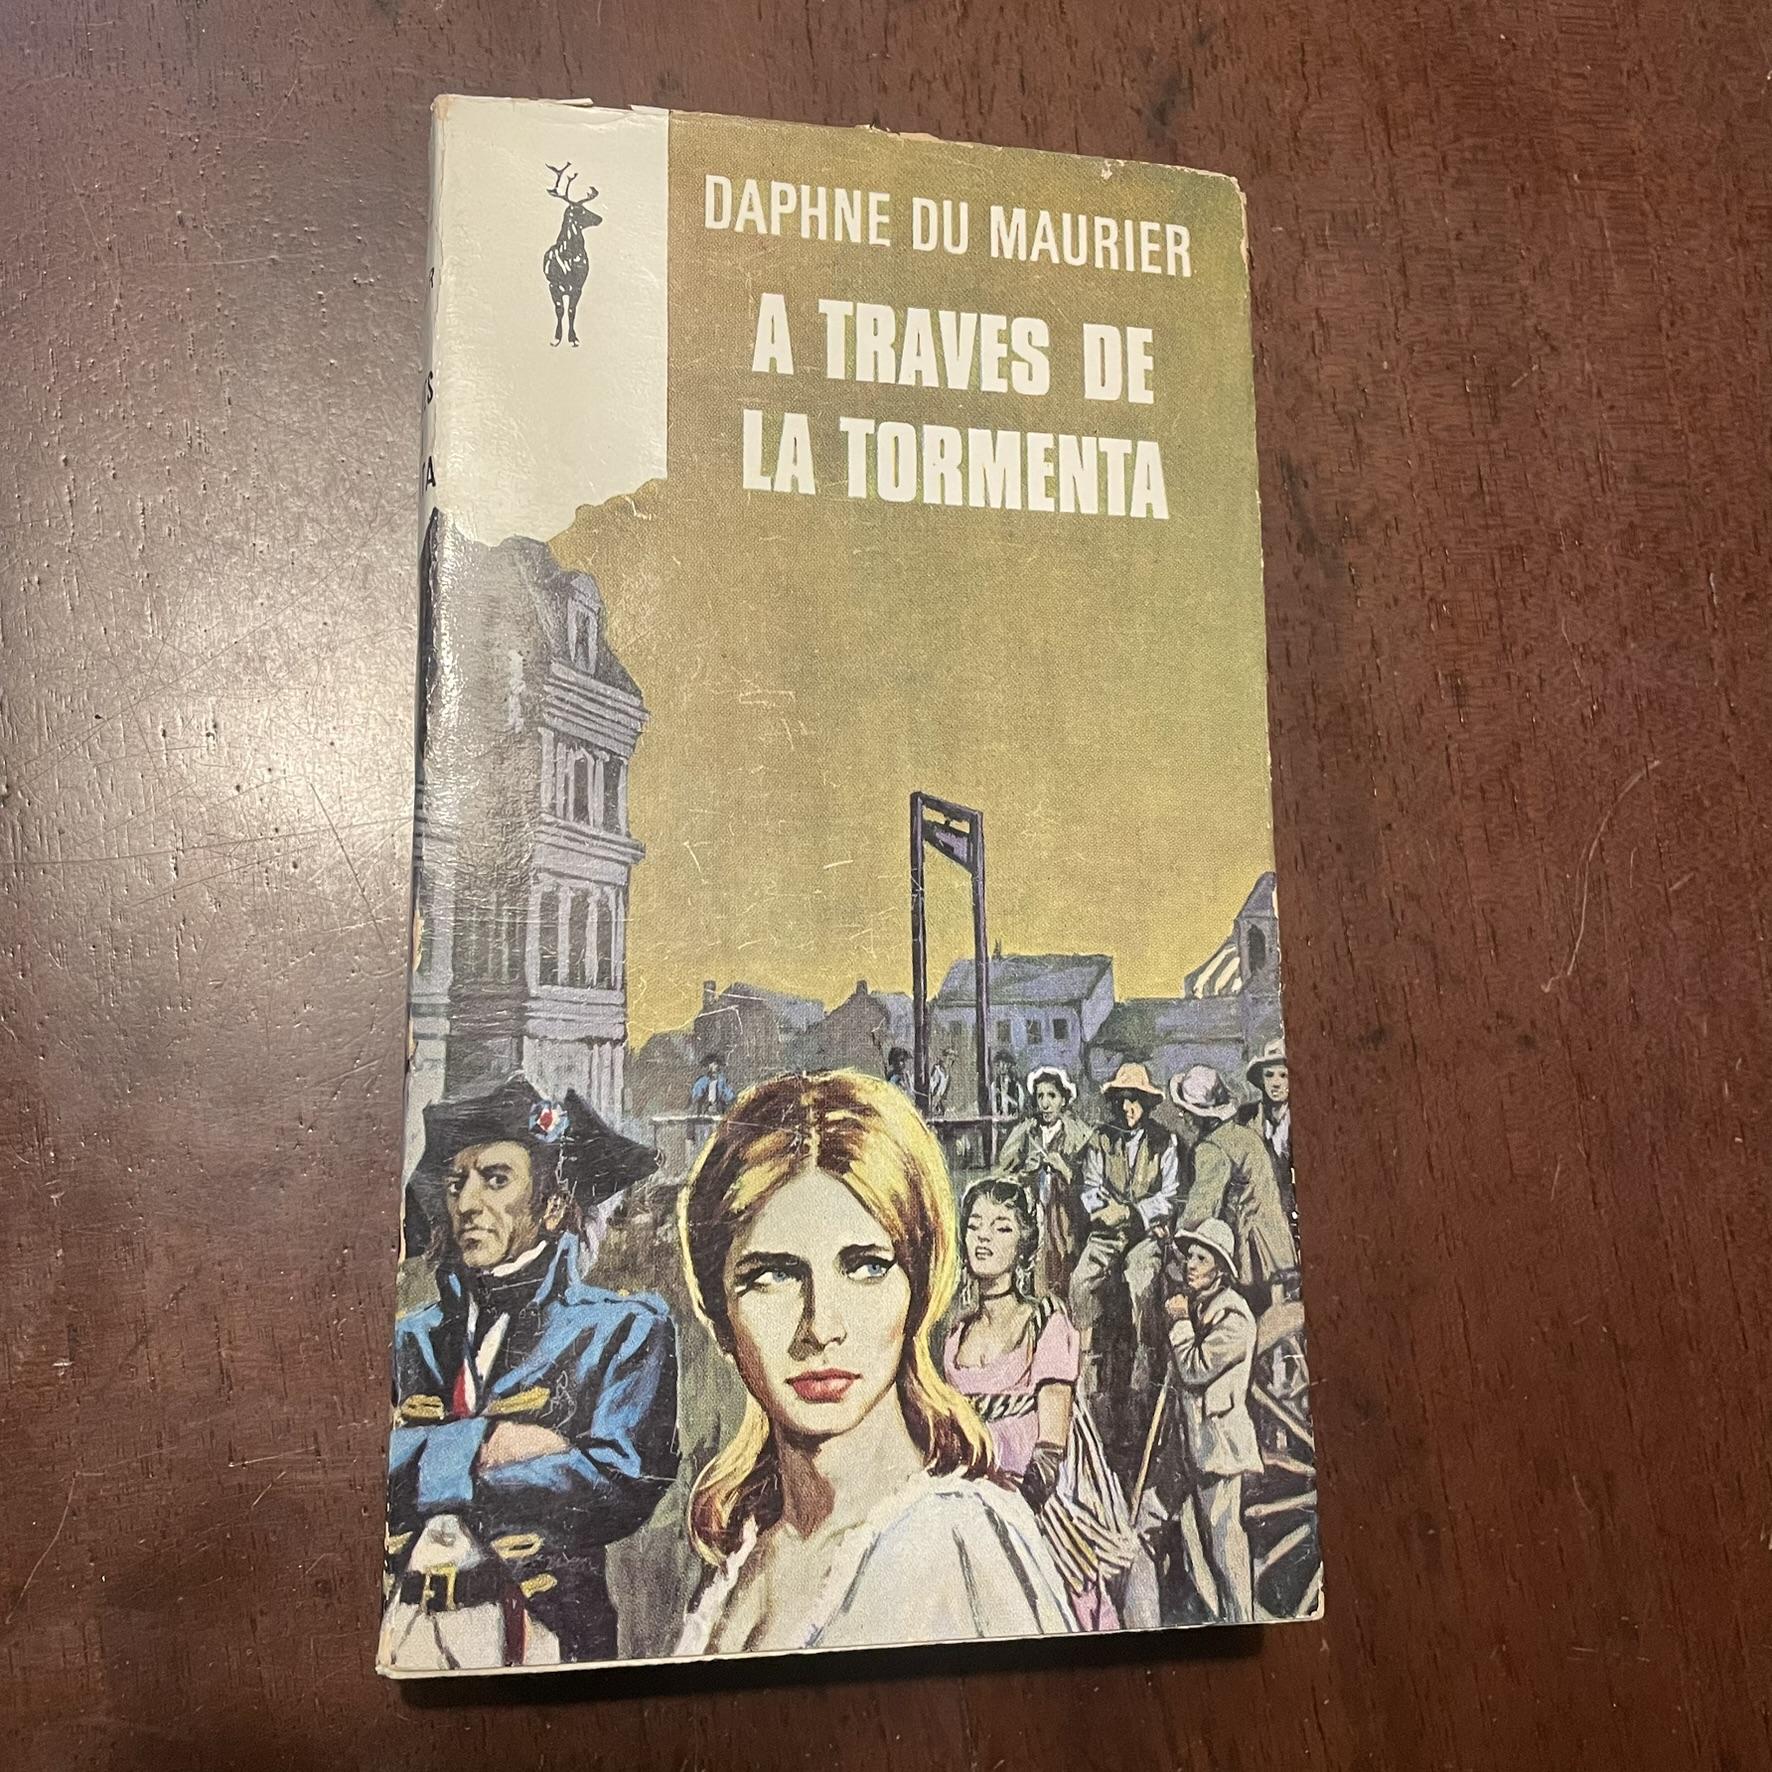 DAPHNE DU MAURIER
A TRAVES DE
LA TORMENTA